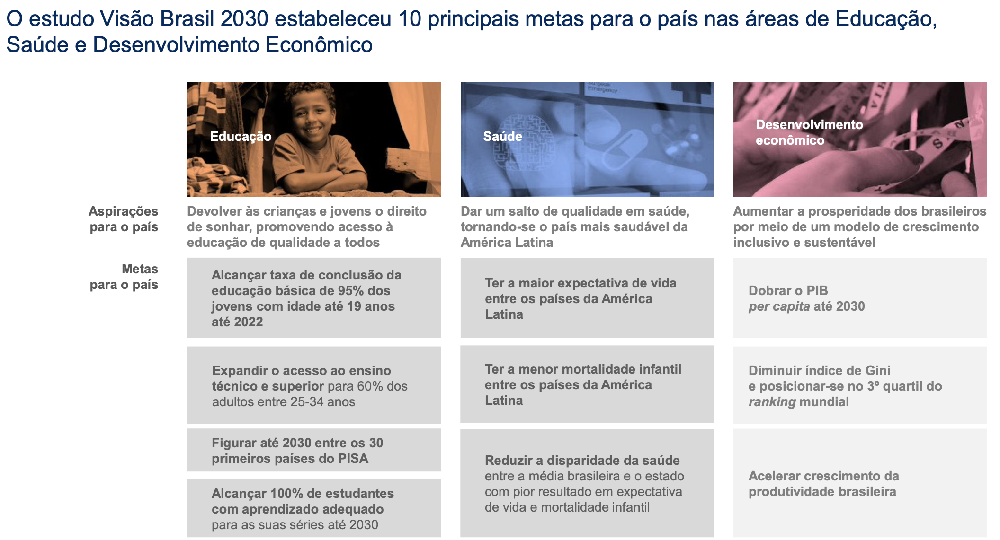 O estudo Visão Brasil 2030 estabeleceu 10 principais metas para o país nas áreas de Educação,
Saúde e Desenvolvimento Econômico
Educação
Saúde
Desenvolvimento
econômico
Aspirações
para o país
Devolver às crianças e jovens o direito
de sonhar, promovendo acesso à
educação de qualidade a todos
Dar um salto de qualidade em saúde,
tornando-se o país mais saudável da
América Latina
Aumentar a prosperidade dos brasileiros
por meio de um modelo de crescimento
inclusivo e sustentável
Metas
para o país
Alcançar taxa de conclusão da
educação básica de 95% dos
jovens com idade até 19 anos
até 2022
Ter a maior expectativa de vida
entre os países da América
Latina
Dobrar o PIB
per capita até 2030
Expandir o acesso ao ensino
técnico e superior para 60% dos
adultos entre 25-34 anos
Ter a menor mortalidade infantil
entre os países da América
Latina
Diminuir índice de Gini
e posicionar-se no 3º quartil do
ranking mundial
Figurar até 2030 entre os 30
primeiros países do PISA
Alcançar 100% de estudantes
com aprendizado adequado
para as suas séries até 2030
Reduzir a disparidade da saúde
entre a média brasileira e o estado
com pior resultado em expectativa
de vida e mortalidade infantil
Acelerar crescimento da
produtividade brasileira